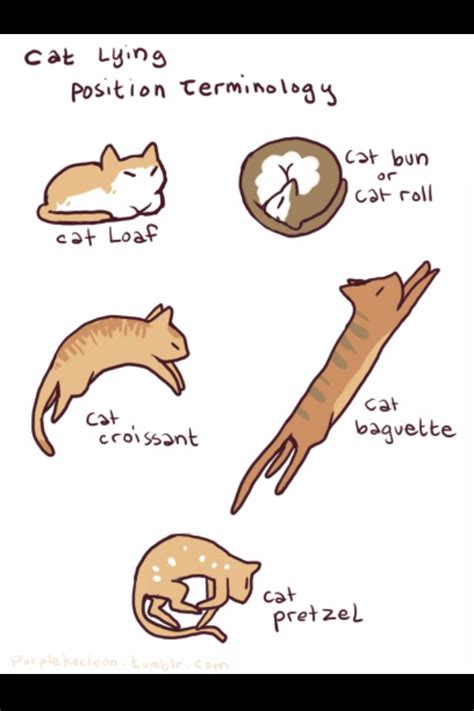 Cat Lying
Position Terminology
cat Loaf
cat bun
or
cat roll
cat
croissant
cat
baguette
cat
pretzel
purplekecleon.tumblr.com